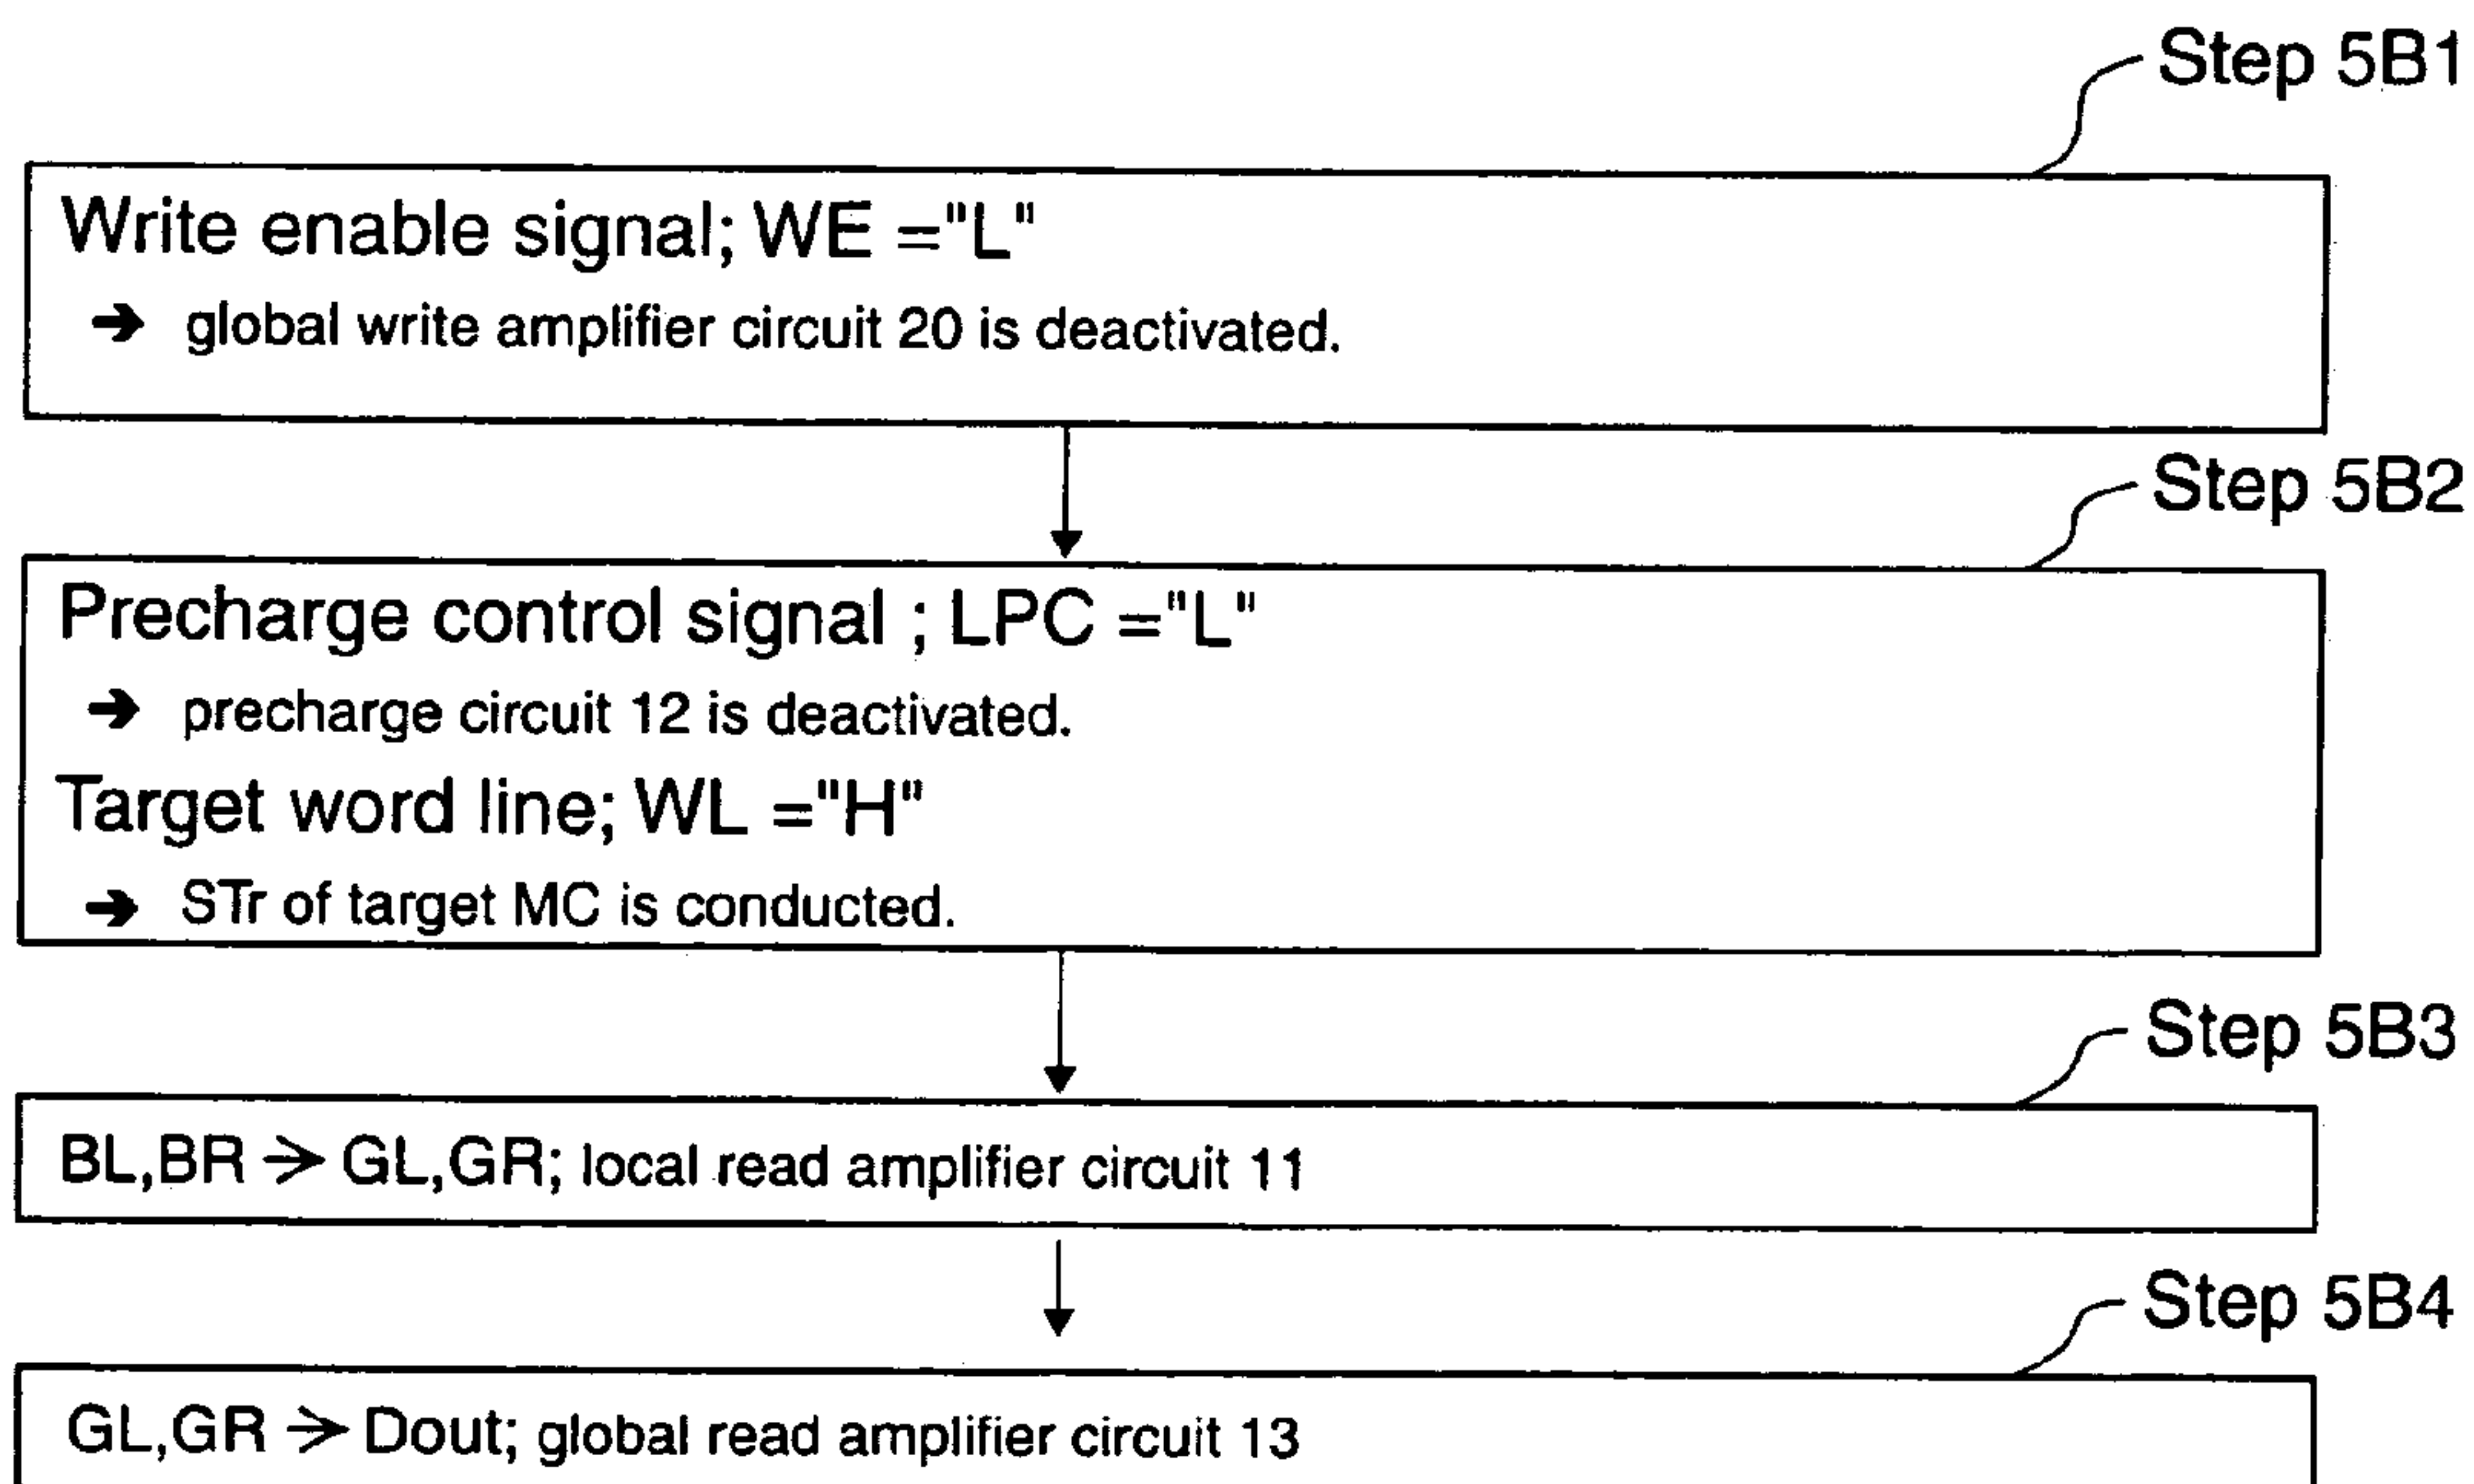 Step 5B1
Write enable signal; WE ="L"
➔ global write amplifier circuit 20 is deactivated.
Step 5B2
Precharge control signal ; LPC ="L"
➔ precharge circuit 12 is deactivated.
Target word line; WL ="H"
➔ STr of target MC is conducted.
Step 5B3
BL,BR → GL,GR; local read amplifier circuit 11
Step 5B4
GL,GR → Dout; global read amplifier circuit 13